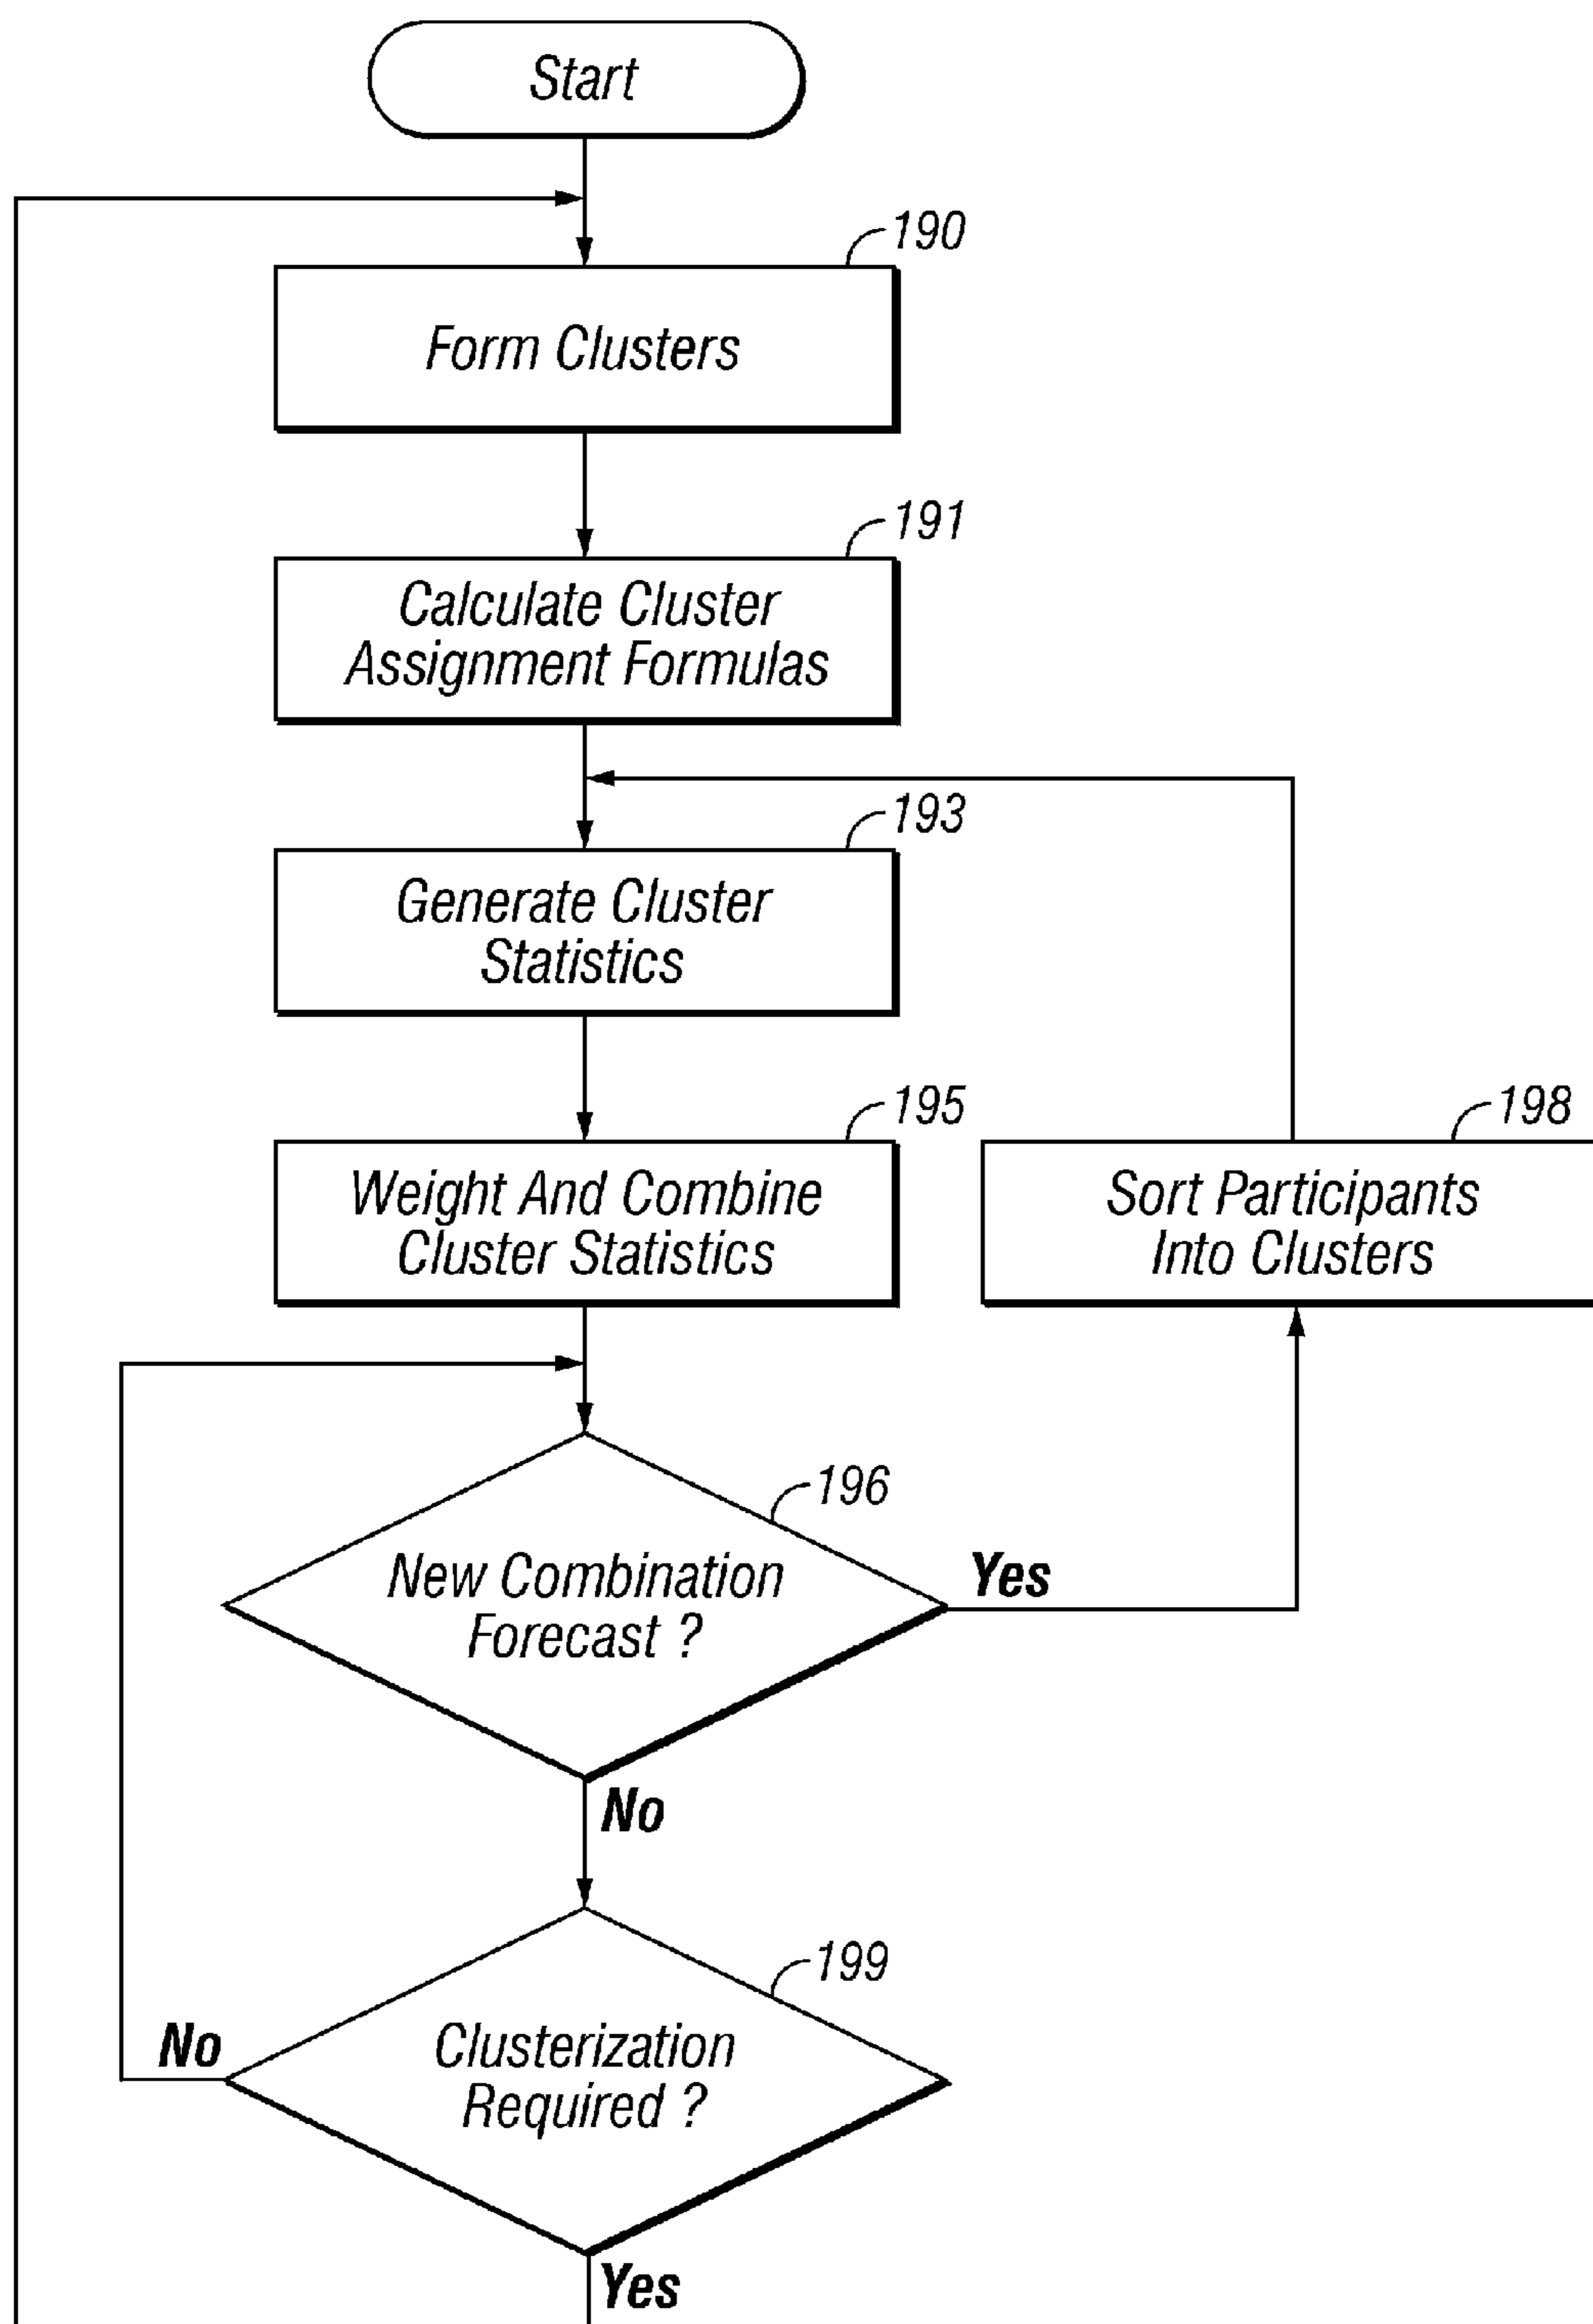 Start
190
Form Clusters
191
Calculate Cluster
Assignment Formulas
193
Generate Cluster
Statistics
195
Weight And Combine
Cluster Statistics
198
Sort Participants
Into Clusters
196
New Combination
Forecast ?
Yes
No
199
Clusterization
Required ?
No
Yes